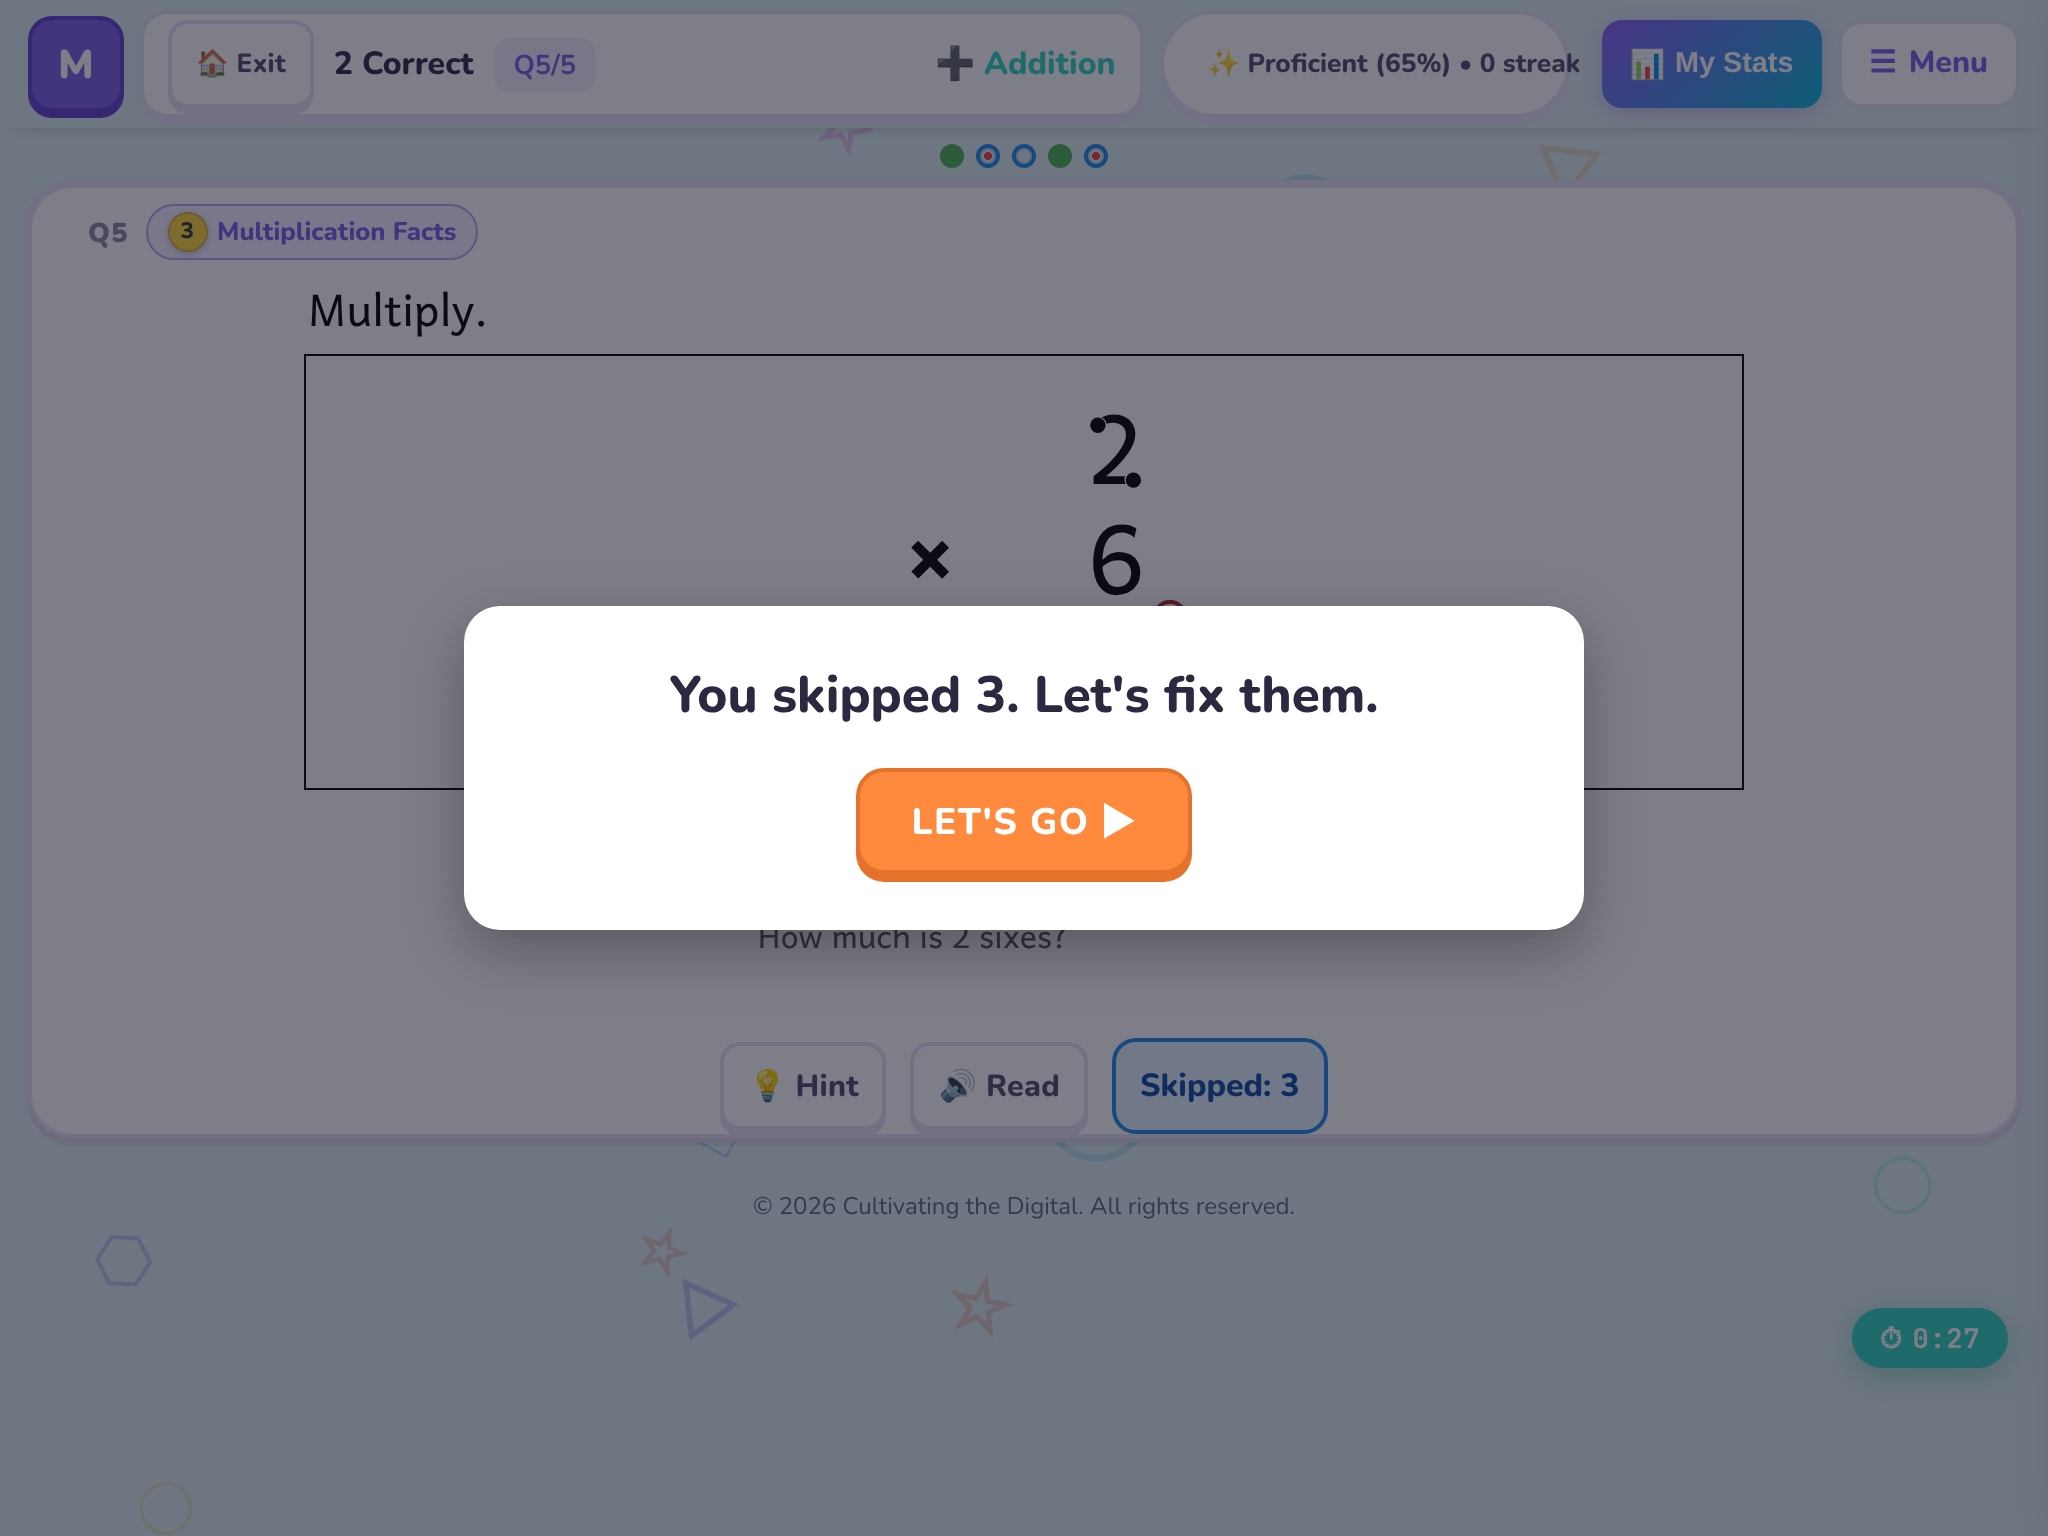 M
Exit
2 Correct
Q5/5
Addition
Proficient (65%) • 0 streak
My Stats
Menu
Q5
3 Multiplication Facts
Multiply.
2
× 6
You skipped 3. Let's fix them.
LET'S GO
How much is 2 sixes?
Hint
Read
Skipped: 3
© 2026 Cultivating the Digital. All rights reserved.
0:27